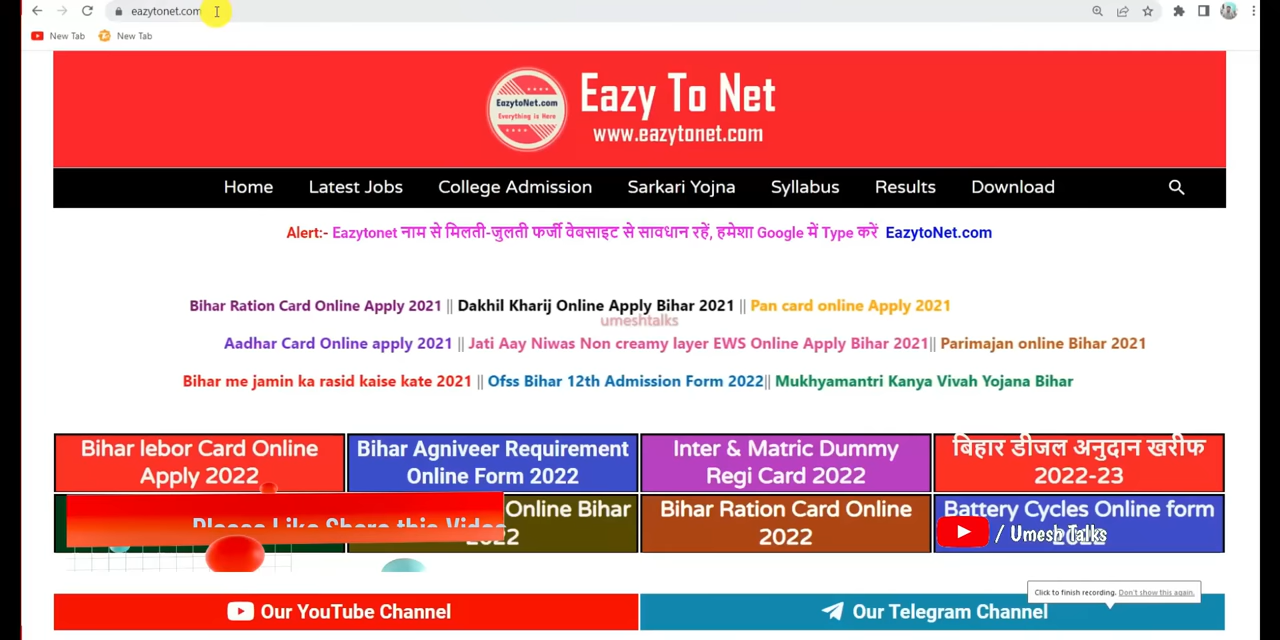 eazytonet.com
New Tab
New Tab
EazytoNet.com
Everything is Here
Eazy To Net
www.eazytonet.com
Home Latest Jobs College Admission Sarkari Yojna Syllabus Results Download
Alert:- Eazytonet नाम से मिलती-जुलती फर्जी वेवसाइट से सावधान रहें, हमेशा Google में Type करें EazytoNet.com
Bihar Ration Card Online Apply 2021 || Dakhil Kharij Online Apply Bihar 2021 || Pan card online Apply 2021
umeshtalks
Aadhar Card Online apply 2021 || Jati Aay Niwas Non creamy layer EWS Online Apply Bihar 2021|| Parimajan online Bihar 2021
Bihar me jamin ka rasid kaise kate 2021 || Ofss Bihar 12th Admission Form 2022|| Mukhyamantri Kanya Vivah Yojana Bihar
Bihar lebor Card Online
Apply 2022
Bihar Agniveer Requirement
Online Form 2022
Inter & Matric Dummy
Regi Card 2022
बिहार डीजल अनुदान खरीफ
2022-23
Please Like Share this Video
Online Bihar
2022
Bihar Ration Card Online
2022
Battery Cycles Online form
2022
/ Umesh Talks
Click to finish recording. Don't show this again.
Our YouTube Channel
Our Telegram Channel